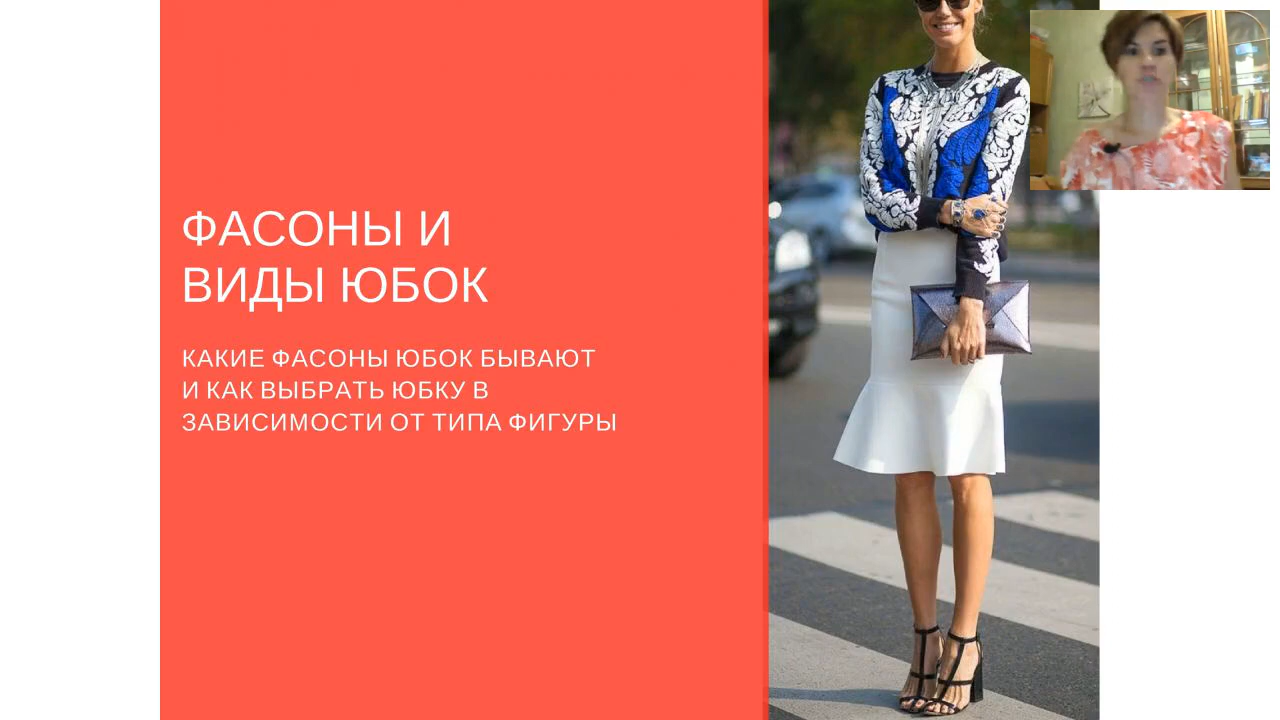 ФАСОНЫ И
ВИДЫ ЮБОК
КАКИЕ ФАСОНЫ ЮБОК БЫВАЮТ
И КАК ВЫБРАТЬ ЮБКУ В
ЗАВИСИМОСТИ ОТ ТИПА ФИГУРЫ